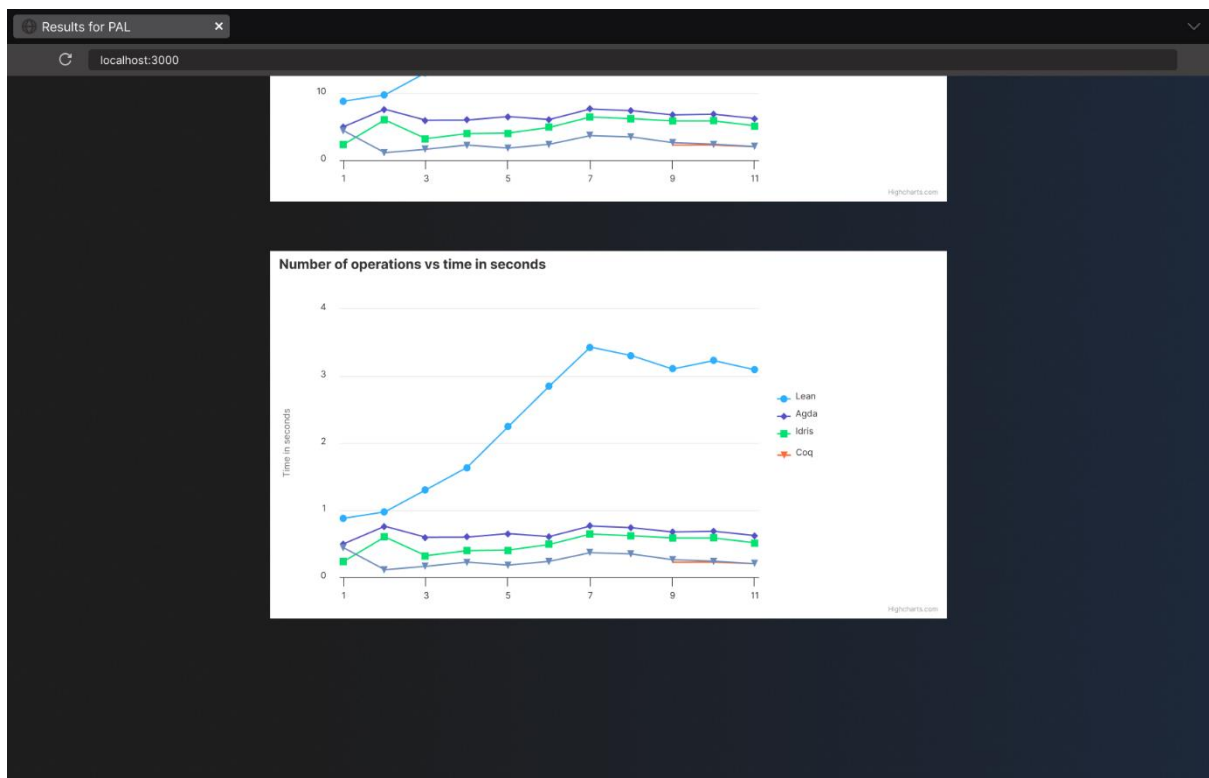 Results for PAL
localhost:3000
10
0
1 3 5 7 9 11
Highcharts.com
Number of operations vs time in seconds
4
3
2
1
0
Time in seconds
Lean
Agda
Idris
Coq
1 3 5 7 9 11
Highcharts.com